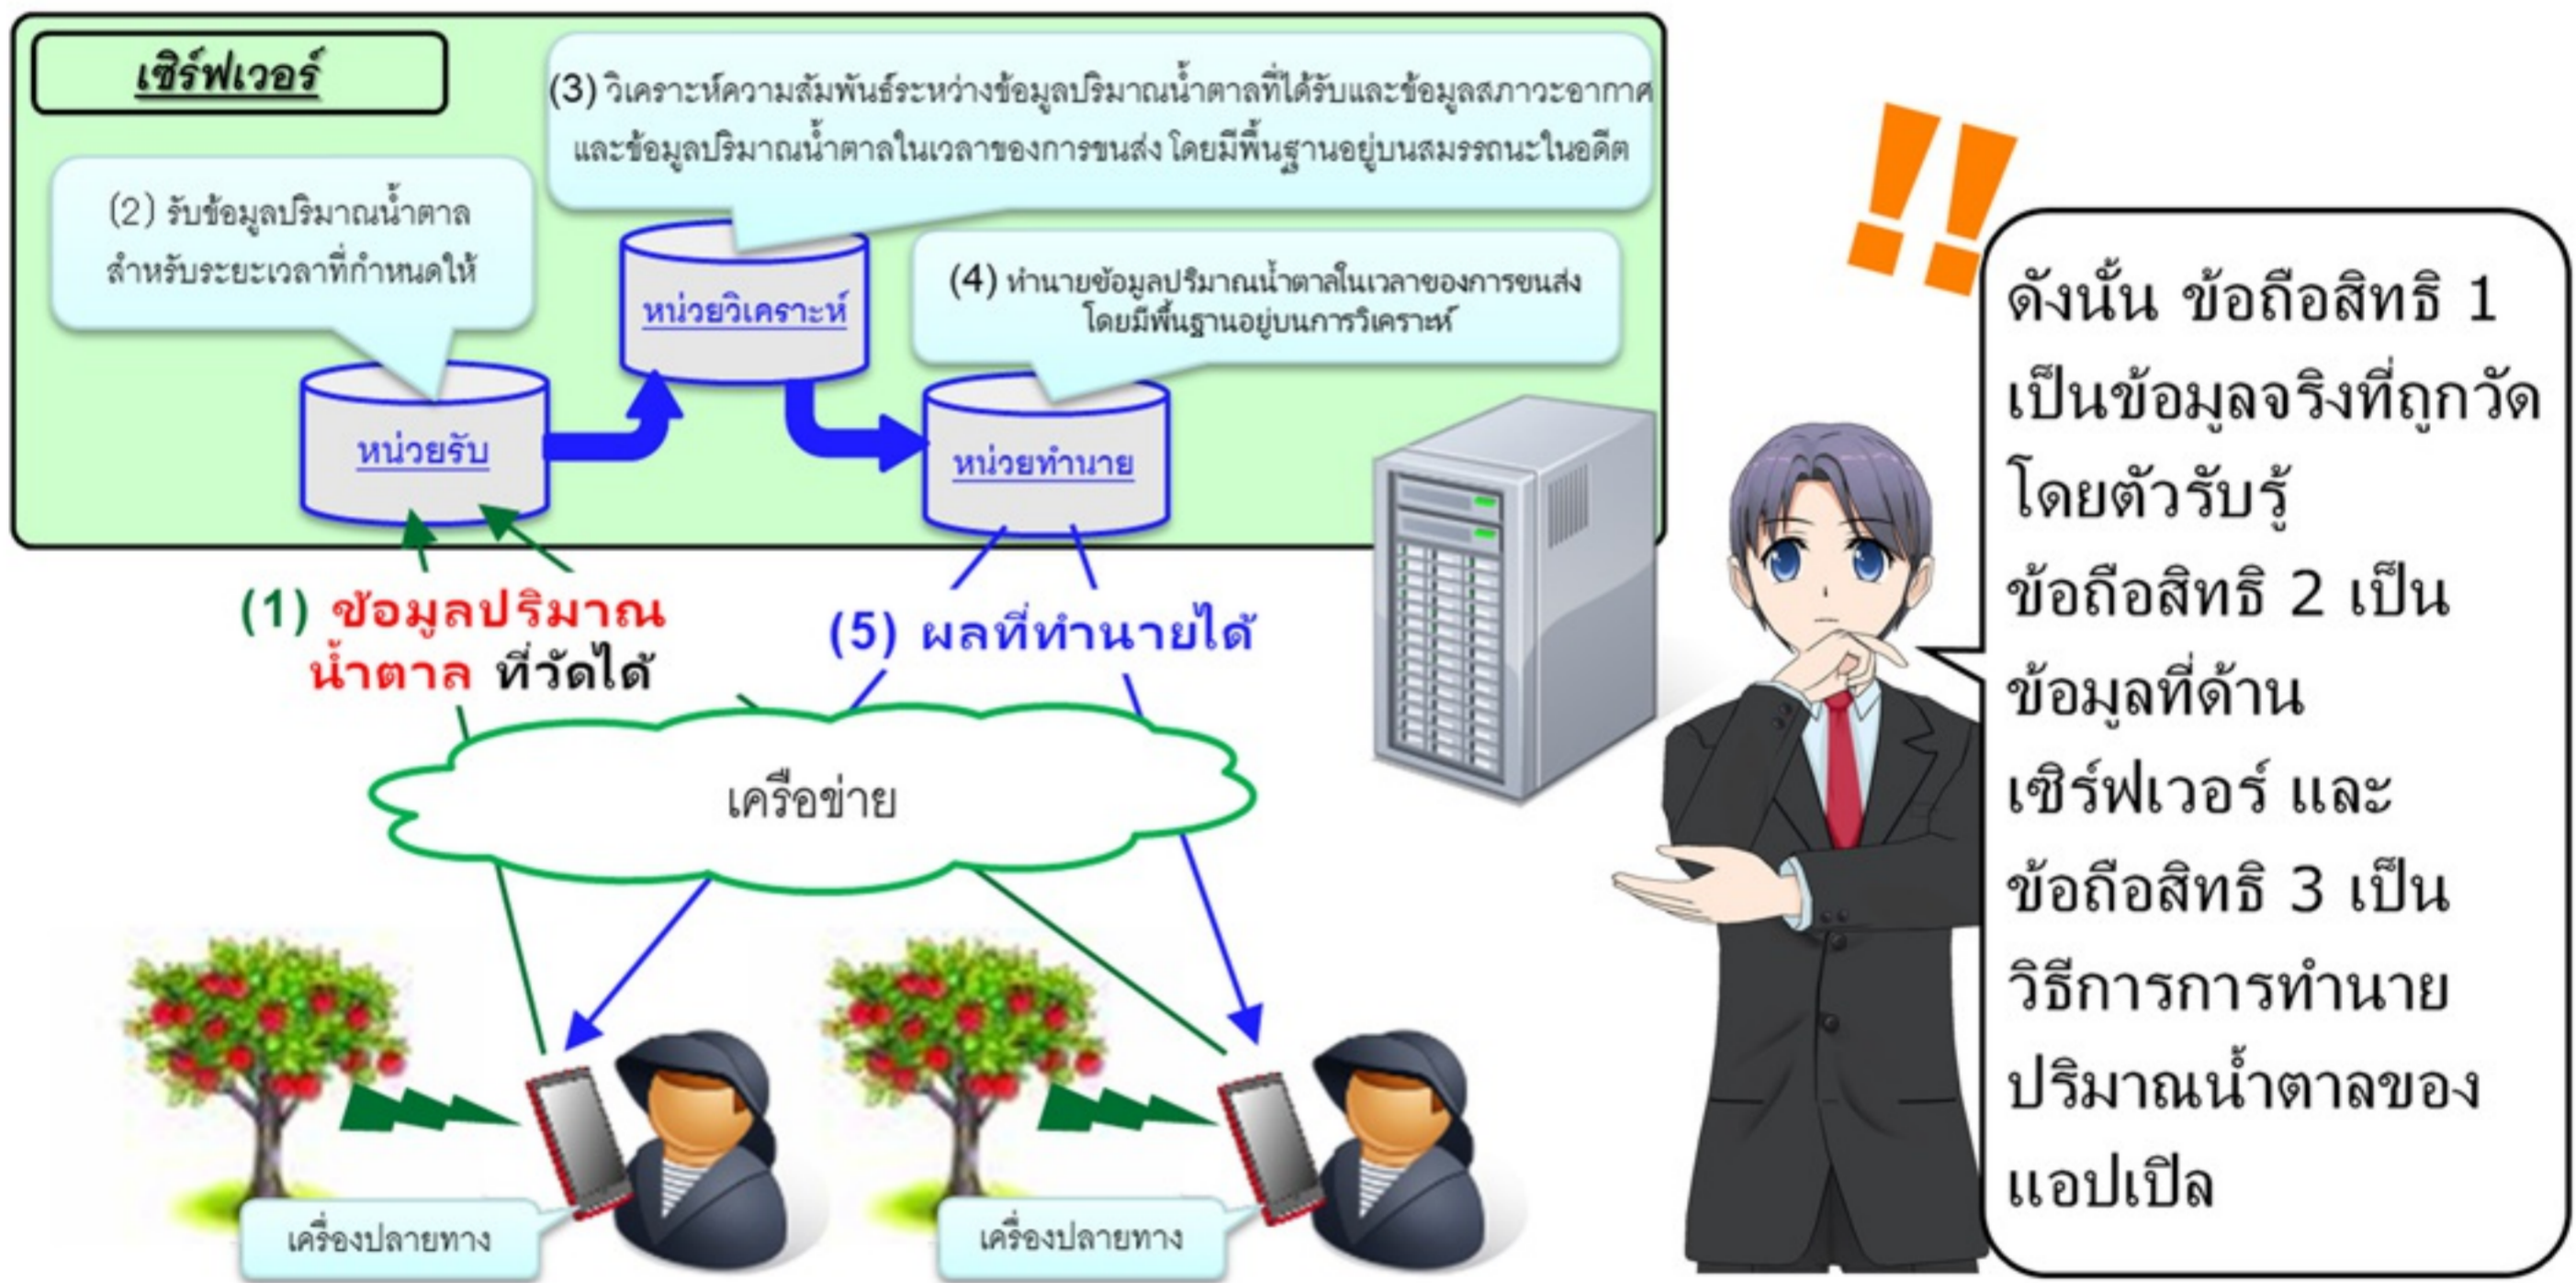 เซิร์ฟเวอร์
(3) วิเคราะห์ความสัมพันธ์ระหว่างข้อมูลปริมาณน้ำตาลที่ได้รับและข้อมูลสภาวะอากาศ
และข้อมูลปริมาณน้ำตาลในเวลาของการขนส่ง โดยมีพื้นฐานอยู่บนสมรรถนะในอดีต
(2) รับข้อมูลปริมาณน้ำตาล
สำหรับระยะเวลาที่กำหนดให้
(4) ทำนายข้อมูลปริมาณน้ำตาลในเวลาของการขนส่ง
โดยมีพื้นฐานอยู่บนการวิเคราะห์
หน่วยวิเคราะห์
หน่วยรับ
หน่วยทำนาย
(1) ข้อมูลปริมาณ
น้ำตาล ที่วัดได้
(5) ผลที่ทำนายได้
เครือข่าย
เครื่องปลายทาง
เครื่องปลายทาง
!!
ดังนั้น ข้อถือสิทธิ 1
เป็นข้อมูลจริงที่ถูกวัด
โดยตัวรับรู้
ข้อถือสิทธิ 2 เป็น
ข้อมูลที่ด้าน
เซิร์ฟเวอร์ และ
ข้อถือสิทธิ 3 เป็น
วิธีการการทำนาย
ปริมาณน้ำตาลของ
แอปเปิล